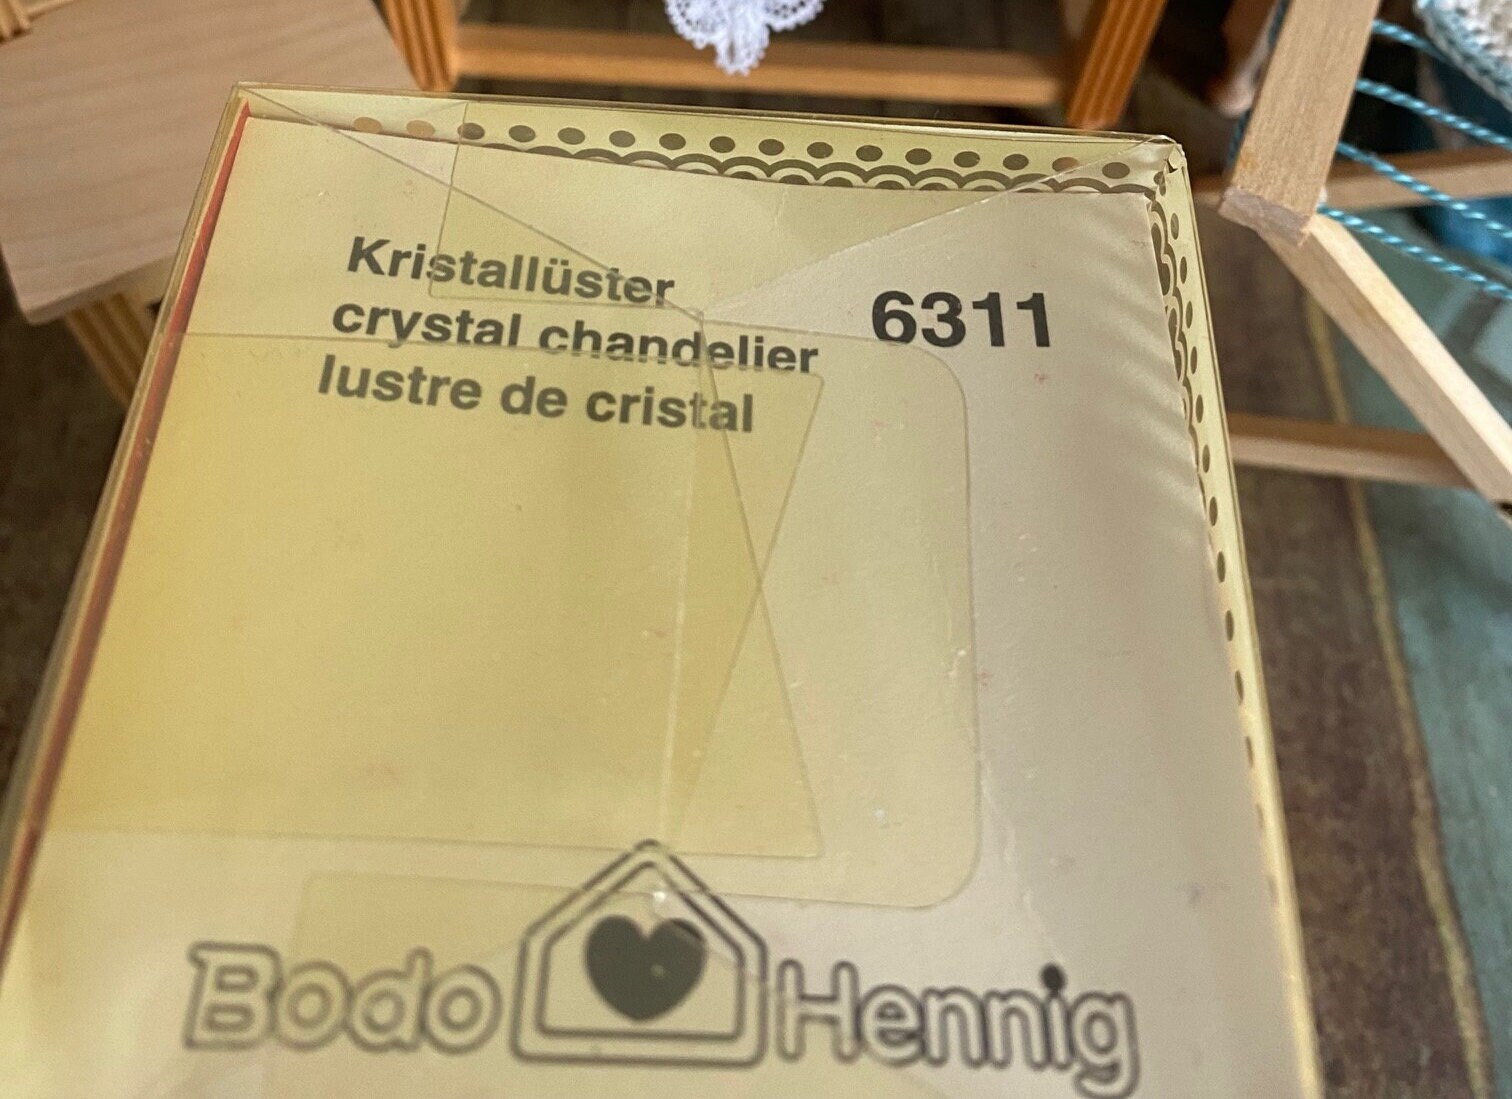 Kristallüster
crystal chandelier 6311
lustre de cristal
Bodo Hennig